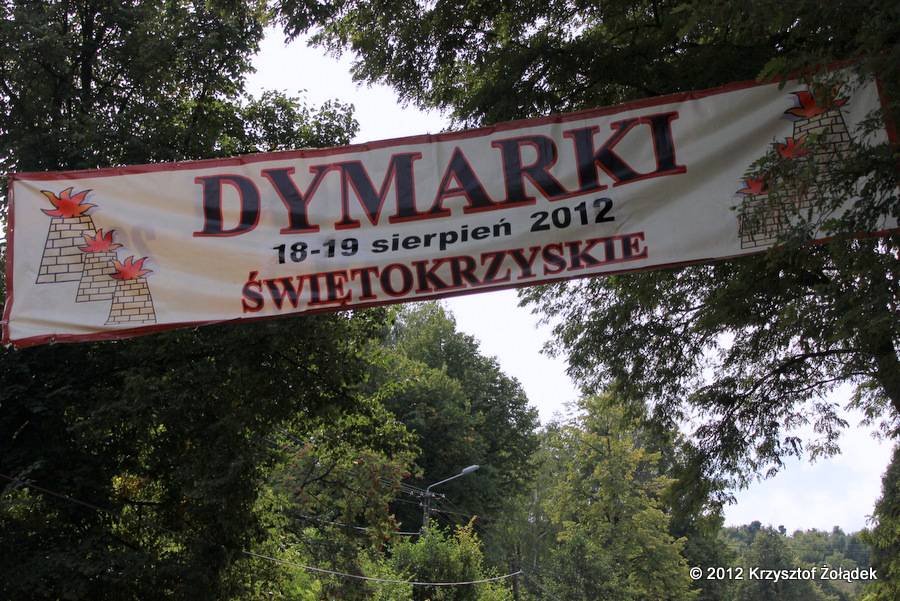 DYMARKI
18-19 sierpień 2012
ŚWIĘTOKRZYSKIE
© 2012 Krzysztof Żołądek